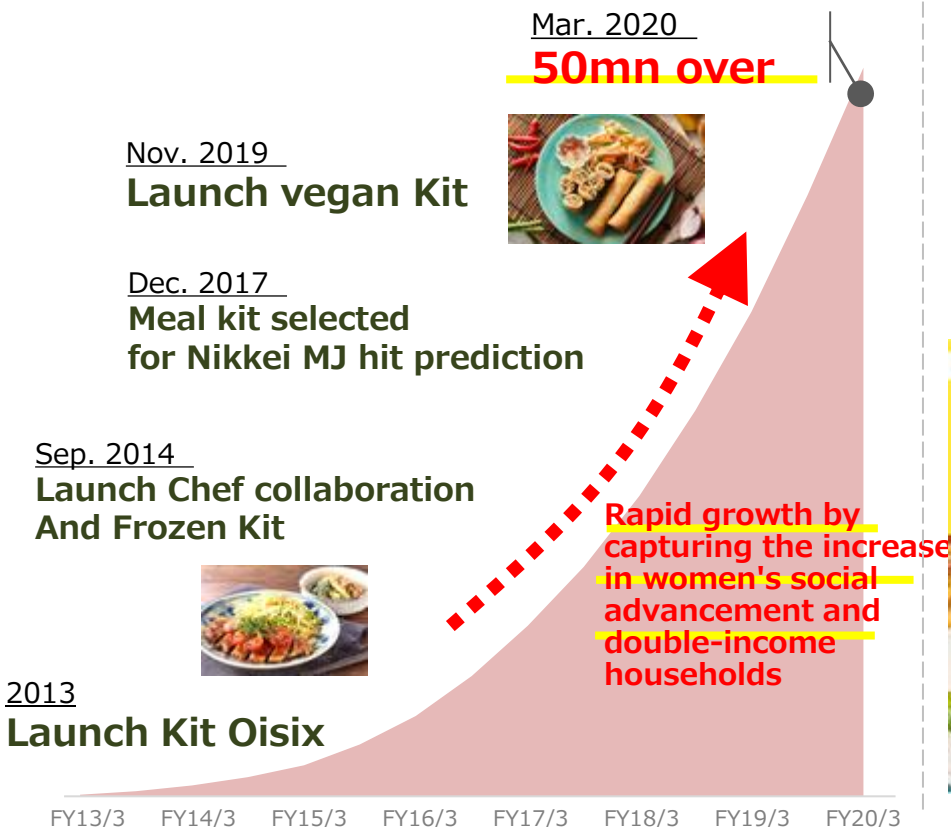 Mar. 2020
50mn over
Nov. 2019
Launch vegan Kit
Dec. 2017
Meal kit selected
for Nikkei MJ hit prediction
Sep. 2014
Launch Chef collaboration
And Frozen Kit
Rapid growth by
capturing the increase
in women's social
advancement and
double-income
households
2013
Launch Kit Oisix
FY13/3 FY14/3 FY15/3 FY16/3 FY17/3 FY18/3 FY19/3 FY20/3